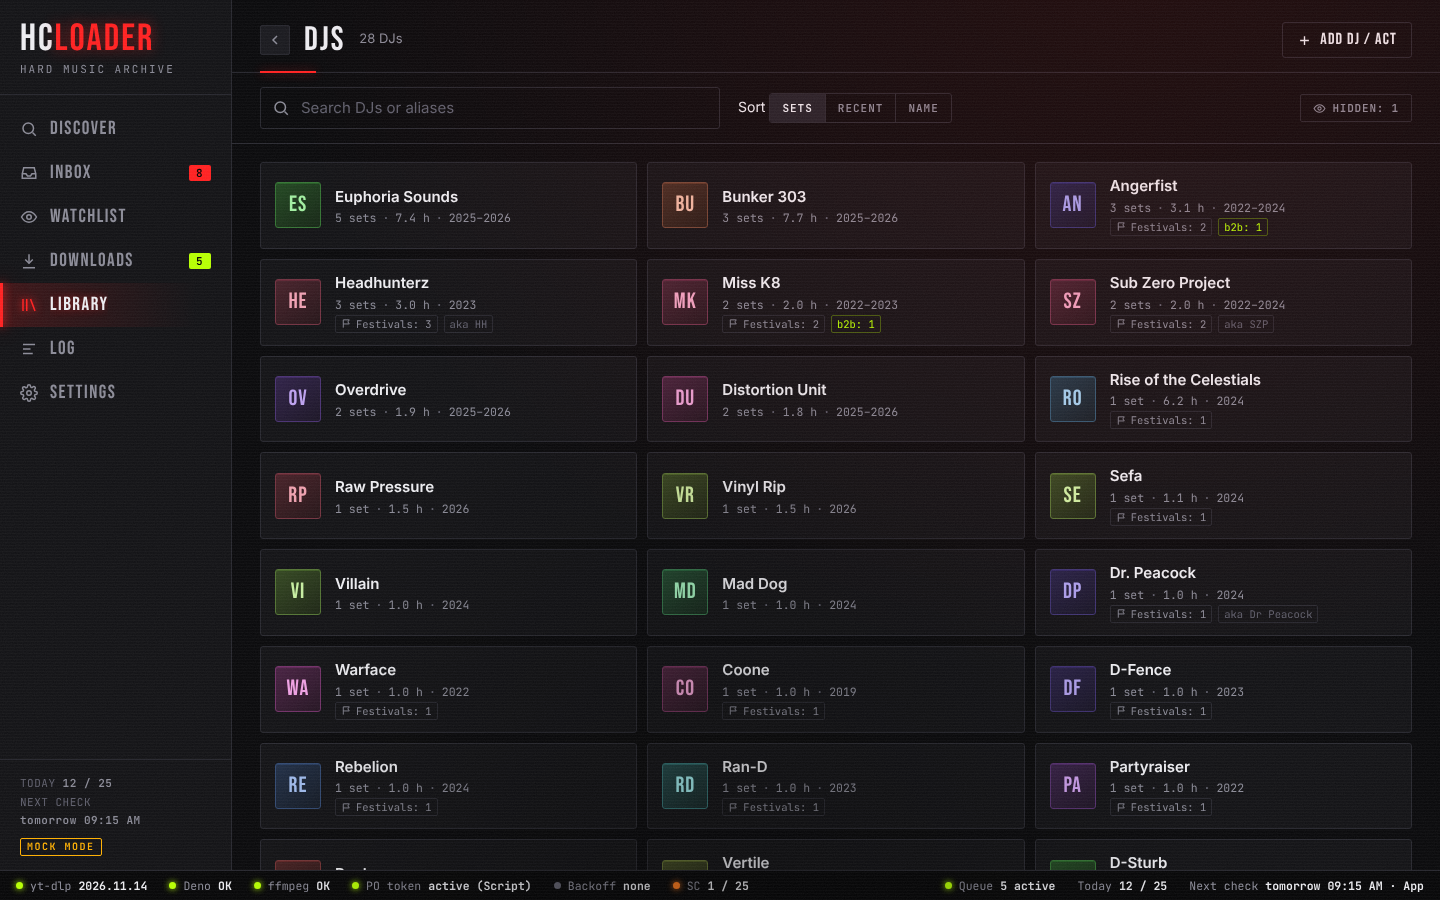 HCLOADER
HARD MUSIC ARCHIVE
DISCOVER
INBOX 8
WATCHLIST
DOWNLOADS 5
LIBRARY
LOG
SETTINGS
TODAY 12 / 25
NEXT CHECK
tomorrow 09:15 AM
MOCK MODE
DJS 28 DJs
+ ADD DJ / ACT
Search DJs or aliases
Sort SETS RECENT NAME
HIDDEN: 1
ES
Euphoria Sounds
5 sets · 7.4 h · 2025–2026
BU
Bunker 303
3 sets · 7.7 h · 2025–2026
AN
Angerfist
3 sets · 3.1 h · 2022–2024
Festivals: 2 b2b: 1
HE
Headhunterz
3 sets · 3.0 h · 2023
Festivals: 3 aka HH
MK
Miss K8
2 sets · 2.0 h · 2022–2023
Festivals: 2 b2b: 1
SZ
Sub Zero Project
2 sets · 2.0 h · 2022–2024
Festivals: 2 aka SZP
OV
Overdrive
2 sets · 1.9 h · 2025–2026
DU
Distortion Unit
2 sets · 1.8 h · 2025–2026
RO
Rise of the Celestials
1 set · 6.2 h · 2024
Festivals: 1
RP
Raw Pressure
1 set · 1.5 h · 2026
VR
Vinyl Rip
1 set · 1.5 h · 2026
SE
Sefa
1 set · 1.1 h · 2024
Festivals: 1
VI
Villain
1 set · 1.0 h · 2024
MD
Mad Dog
1 set · 1.0 h · 2024
DP
Dr. Peacock
1 set · 1.0 h · 2024
Festivals: 1 aka Dr Peacock
WA
Warface
1 set · 1.0 h · 2022
Festivals: 1
CO
Coone
1 set · 1.0 h · 2019
Festivals: 1
DF
D-Fence
1 set · 1.0 h · 2023
Festivals: 1
RE
Rebelion
1 set · 1.0 h · 2024
Festivals: 1
RD
Ran-D
1 set · 1.0 h · 2023
Festivals: 1
PA
Partyraiser
1 set · 1.0 h · 2022
Festivals: 1
Vertile
D-Sturb
yt-dlp 2026.11.14 Deno OK ffmpeg OK PO token active (Script) Backoff none SC 1 / 25 Queue 5 active Today 12 / 25 Next check tomorrow 09:15 AM · App